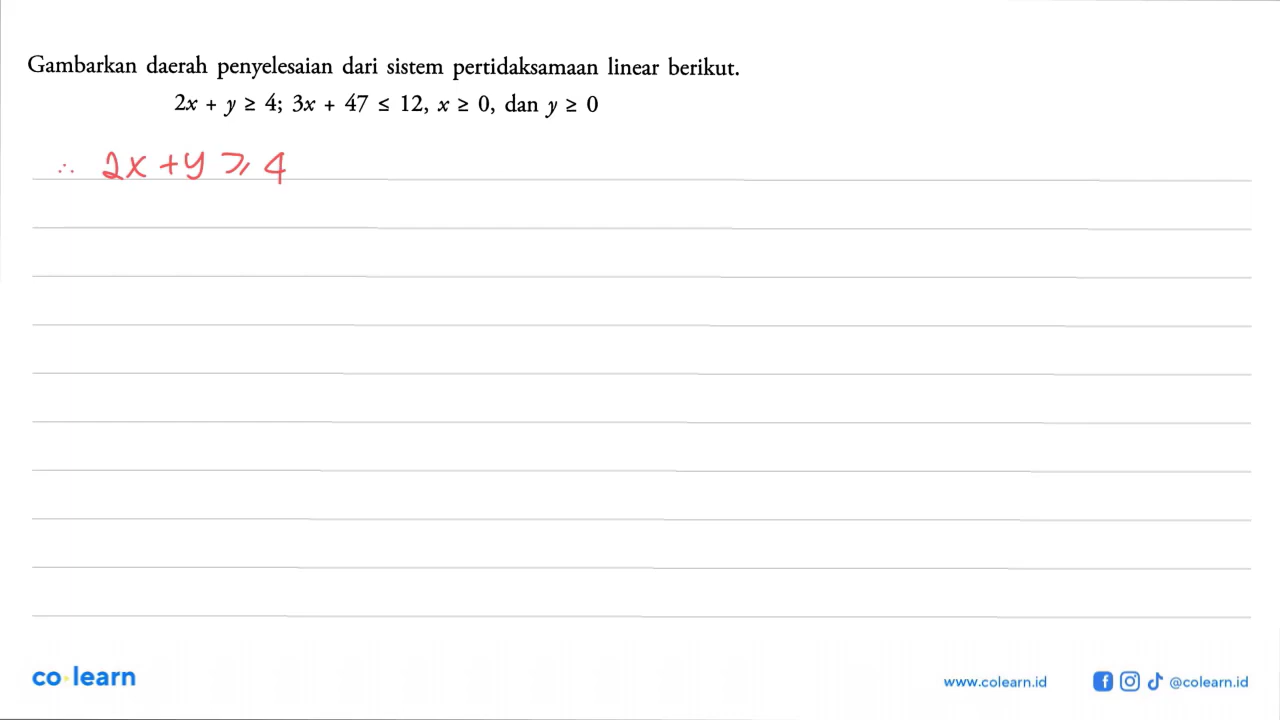 Gambarkan daerah penyelesaian dari sistem pertidaksamaan linear berikut.
2x + y ≥ 4; 3x + 47 ≤ 12, x ≥ 0, dan y ≥ 0
∴ 2x + y ⩾ 4
co·learn
www.colearn.id
@colearn.id